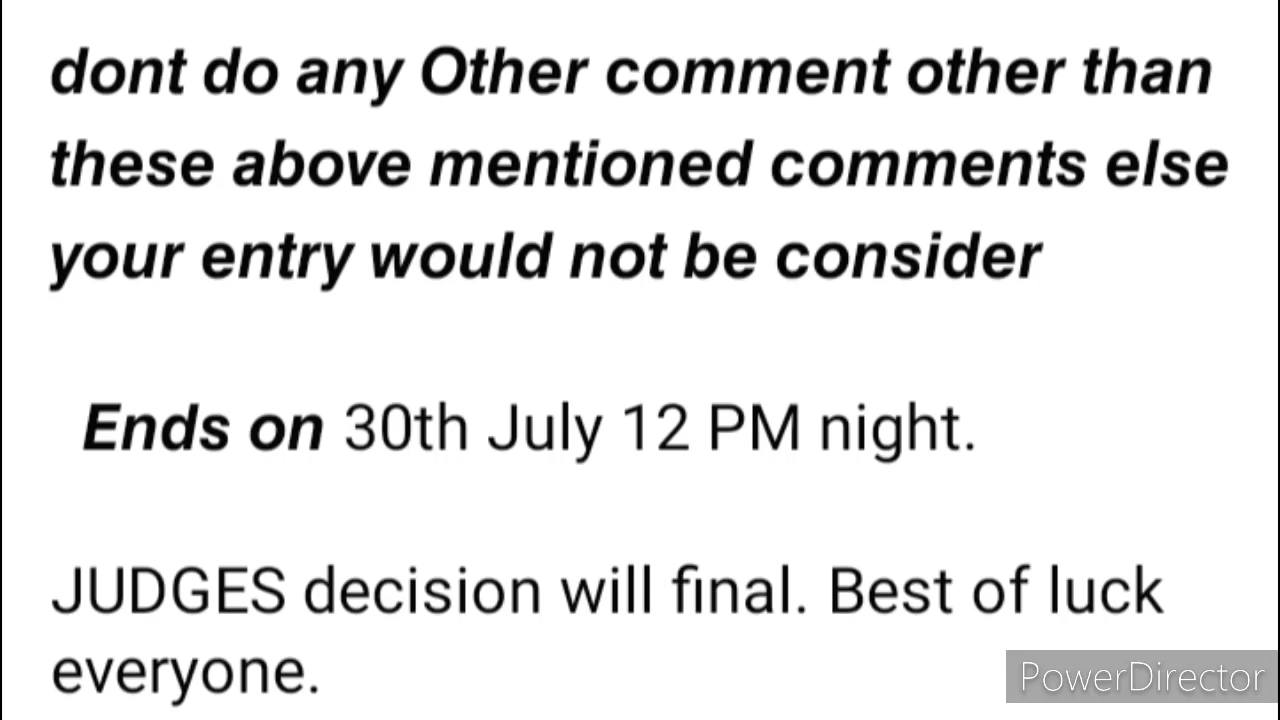 dont do any Other comment other than
these above mentioned comments else
your entry would not be consider
Ends on 30th July 12 PM night.
JUDGES decision will final. Best of luck
everyone.
PowerDirector